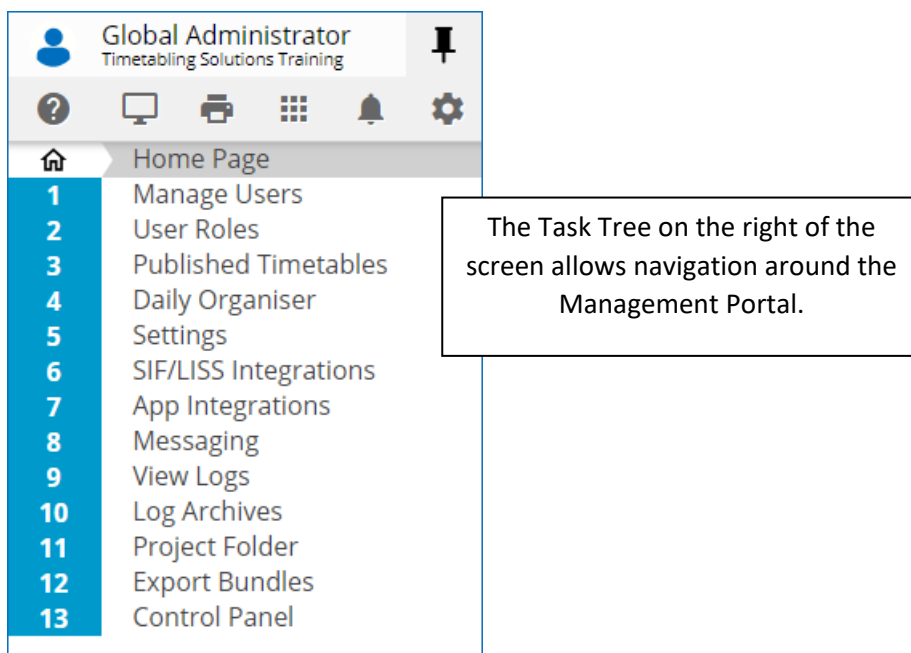 Global Administrator
Timetabling Solutions Training
Home Page
1 Manage Users
2 User Roles
3 Published Timetables
4 Daily Organiser
5 Settings
6 SIF/LISS Integrations
7 App Integrations
8 Messaging
9 View Logs
10 Log Archives
11 Project Folder
12 Export Bundles
13 Control Panel
The Task Tree on the right of the
screen allows navigation around the
Management Portal.